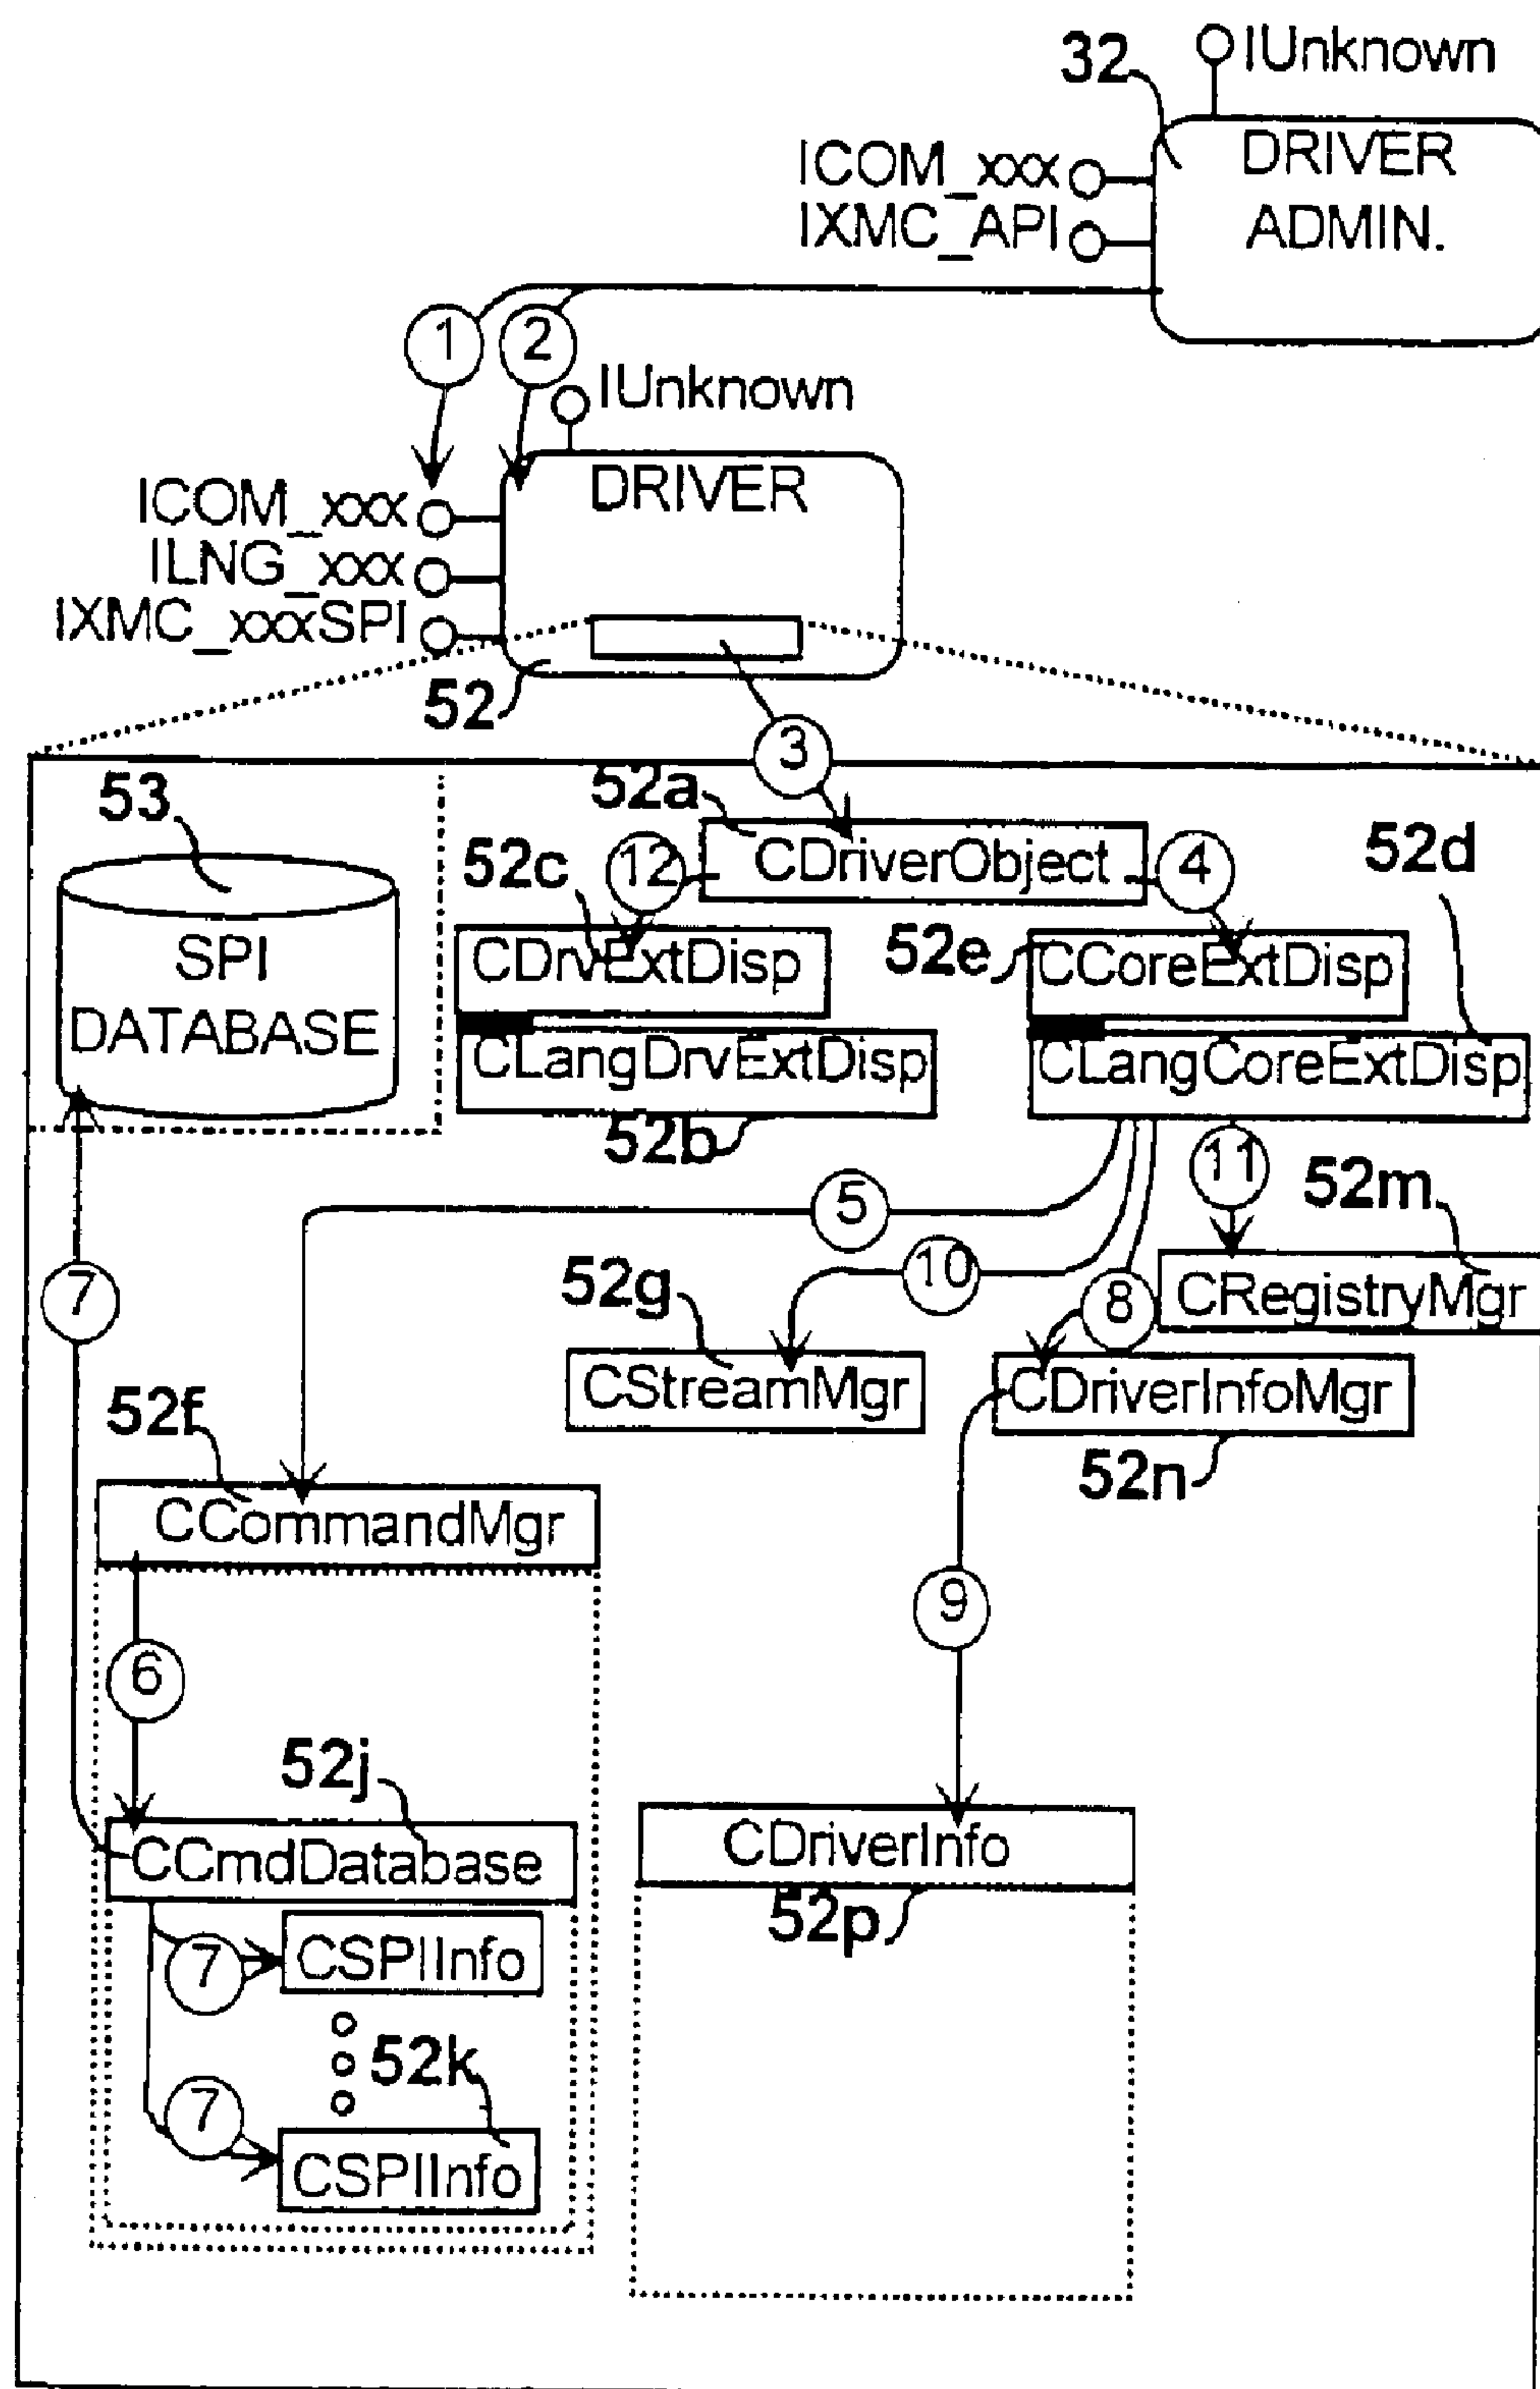 32
IUnknown
ICOM_xxx
IXMC_API
DRIVER
ADMIN.
1
2
IUnknown
ICOM_xxx
ILNG_xxx
IXMC_xxxSPI
DRIVER
52
3
53
52a
CDriverObject
52c
12
4
52d
SPI
DATABASE
CDrvExtDisp
52e
CCoreExtDisp
CLangDrvExtDisp
CLangCoreExtDisp
52b
11
52m
5
10
7
52g
8
CRegistryMgr
CStreamMgr
CDriverInfoMgr
52f
52n
CCommandMgr
9
6
52j
CCmdDatabase
CDriverInfo
52p
7
CSPIInfo
52k
7
CSPIInfo